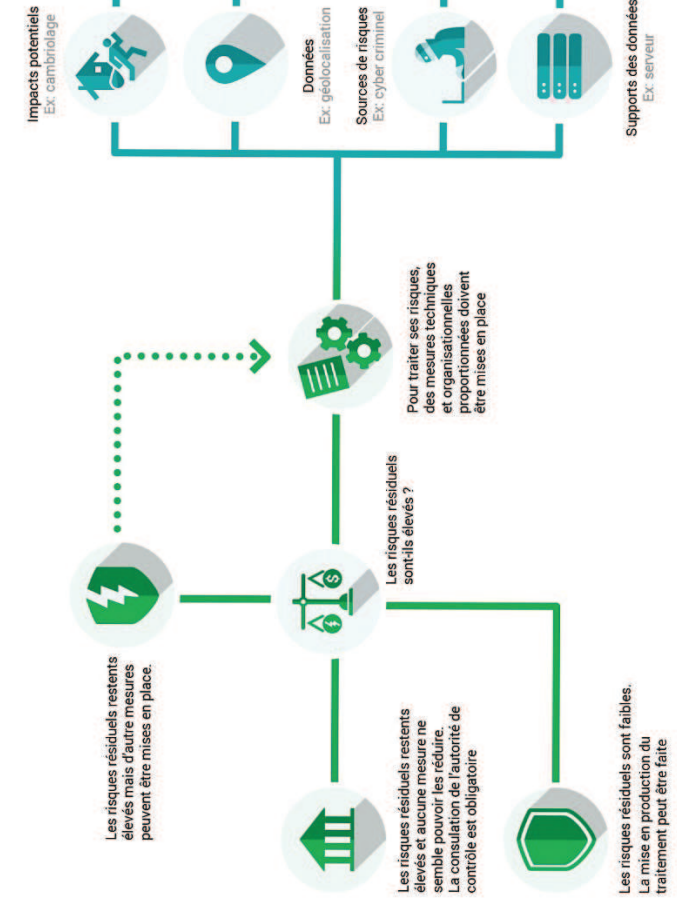 Impacts potentiels
Ex: cambriolage
Données
Ex: géolocalisation
Sources de risques
Ex: cyber criminel
Supports des données
Ex: serveur
Pour traiter ses risques,
des mesures techniques
et organisationnelles
proportionnées doivent
être mises en place
Les risques résiduels
sont-ils élevés ?
Les risques résiduels restents
élevés mais d'autre mesures
peuvent être mises en place.
Les risques résiduels restents
élevés et aucune mesure ne
semble pouvoir les réduire.
La consulation de l'autorité de
contrôle est obligatoire
Les risques résiduels sont faibles.
La mise en production du
traitement peut être faite